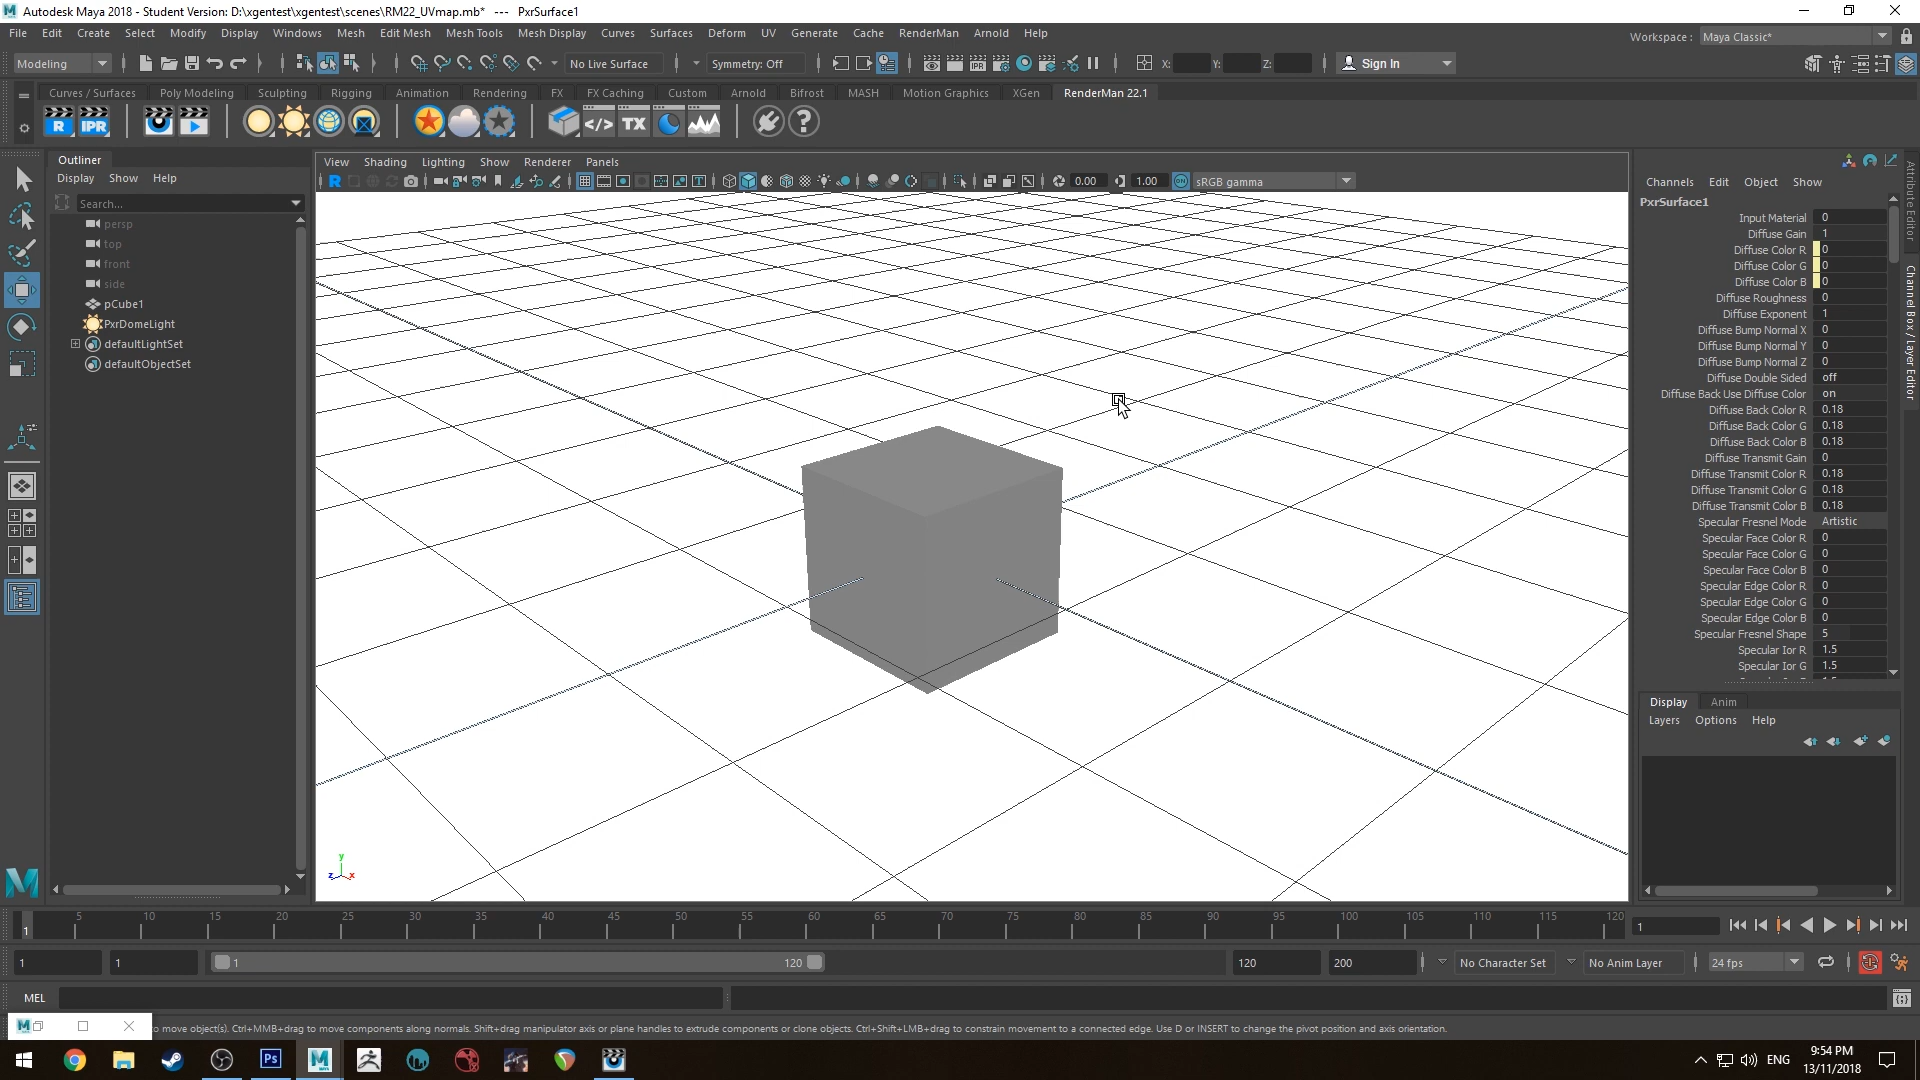 Autodesk Maya 2018 - Student Version: D:\xgentest\xgentest\scenes\RM22_UVmap.mb* --- PxrSurface1
File Edit Create Select Modify Display Windows Mesh Edit Mesh Mesh Tools Mesh Display Curves Surfaces Deform UV Generate Cache RenderMan Arnold Help
Workspace : Maya Classic*
Modeling No Live Surface Symmetry: Off X: Y: Z: Sign In
Curves / Surfaces Poly Modeling Sculpting Rigging Animation Rendering FX FX Caching Custom Arnold Bifrost MASH Motion Graphics XGen RenderMan 22.1
R IPR </> TX ?
Outliner
Display Show Help
Search...
persp
top
front
side
pCube1
PxrDomeLight
defaultLightSet
defaultObjectSet
View Shading Lighting Show Renderer Panels
R 0.00 1.00 sRGB gamma
y
z x
Channels Edit Object Show
PxrSurface1
Input Material 0
Diffuse Gain 1
Diffuse Color R 0
Diffuse Color G 0
Diffuse Color B 0
Diffuse Roughness 0
Diffuse Exponent 1
Diffuse Bump Normal X 0
Diffuse Bump Normal Y 0
Diffuse Bump Normal Z 0
Diffuse Double Sided off
Diffuse Back Use Diffuse Color on
Diffuse Back Color R 0.18
Diffuse Back Color G 0.18
Diffuse Back Color B 0.18
Diffuse Transmit Gain 0
Diffuse Transmit Color R 0.18
Diffuse Transmit Color G 0.18
Diffuse Transmit Color B 0.18
Specular Fresnel Mode Artistic
Specular Face Color R 0
Specular Face Color G 0
Specular Face Color B 0
Specular Edge Color R 0
Specular Edge Color G 0
Specular Edge Color B 0
Specular Fresnel Shape 5
Specular Ior R 1.5
Specular Ior G 1.5
Attribute Editor
Channel Box / Layer Editor
Display Anim
Layers Options Help
1 5 10 15 20 25 30 35 40 45 50 55 60 65 70 75 80 85 90 95 100 105 110 115 120 1
1 1 1 120 120 200 No Character Set No Anim Layer 24 fps
MEL
to move object(s). Ctrl+MMB+drag to move components along normals. Shift+drag manipulator axis or plane handles to extrude components or clone objects. Ctrl+Shift+LMB+drag to constrain movement to a connected edge. Use D or INSERT to change the pivot position and axis orientation.
Ps ENG 9:54 PM
13/11/2018